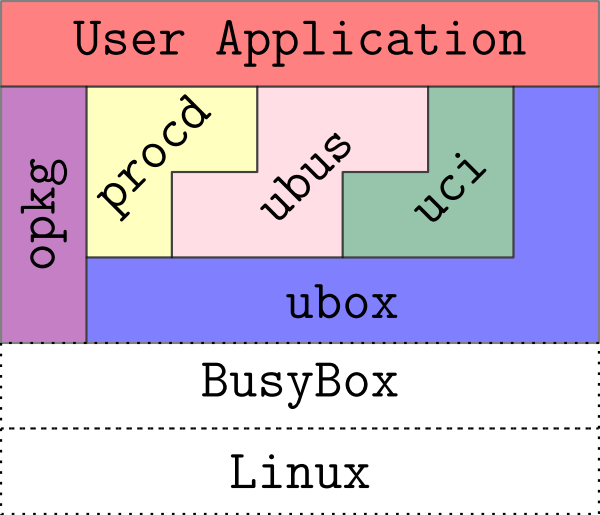 User Application
opkg
procd
ubus
uci
ubox
BusyBox
Linux